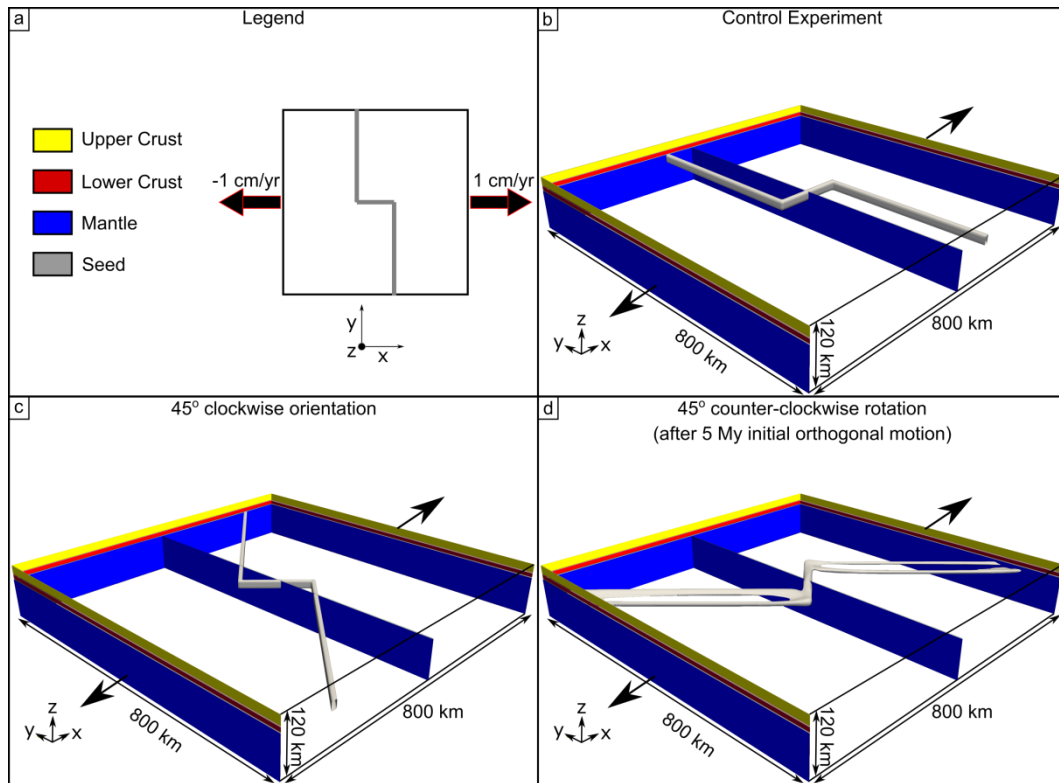 a
Legend
Upper Crust
Lower Crust
Mantle
Seed
-1 cm/yr
1 cm/yr
y
z
x
b
Control Experiment
z
y
x
800 km
120 km
800 km
c
45º clockwise orientation
z
y
x
800 km
120 km
800 km
d
45º counter-clockwise rotation
(after 5 My initial orthogonal motion)
z
y
x
800 km
120 km
800 km